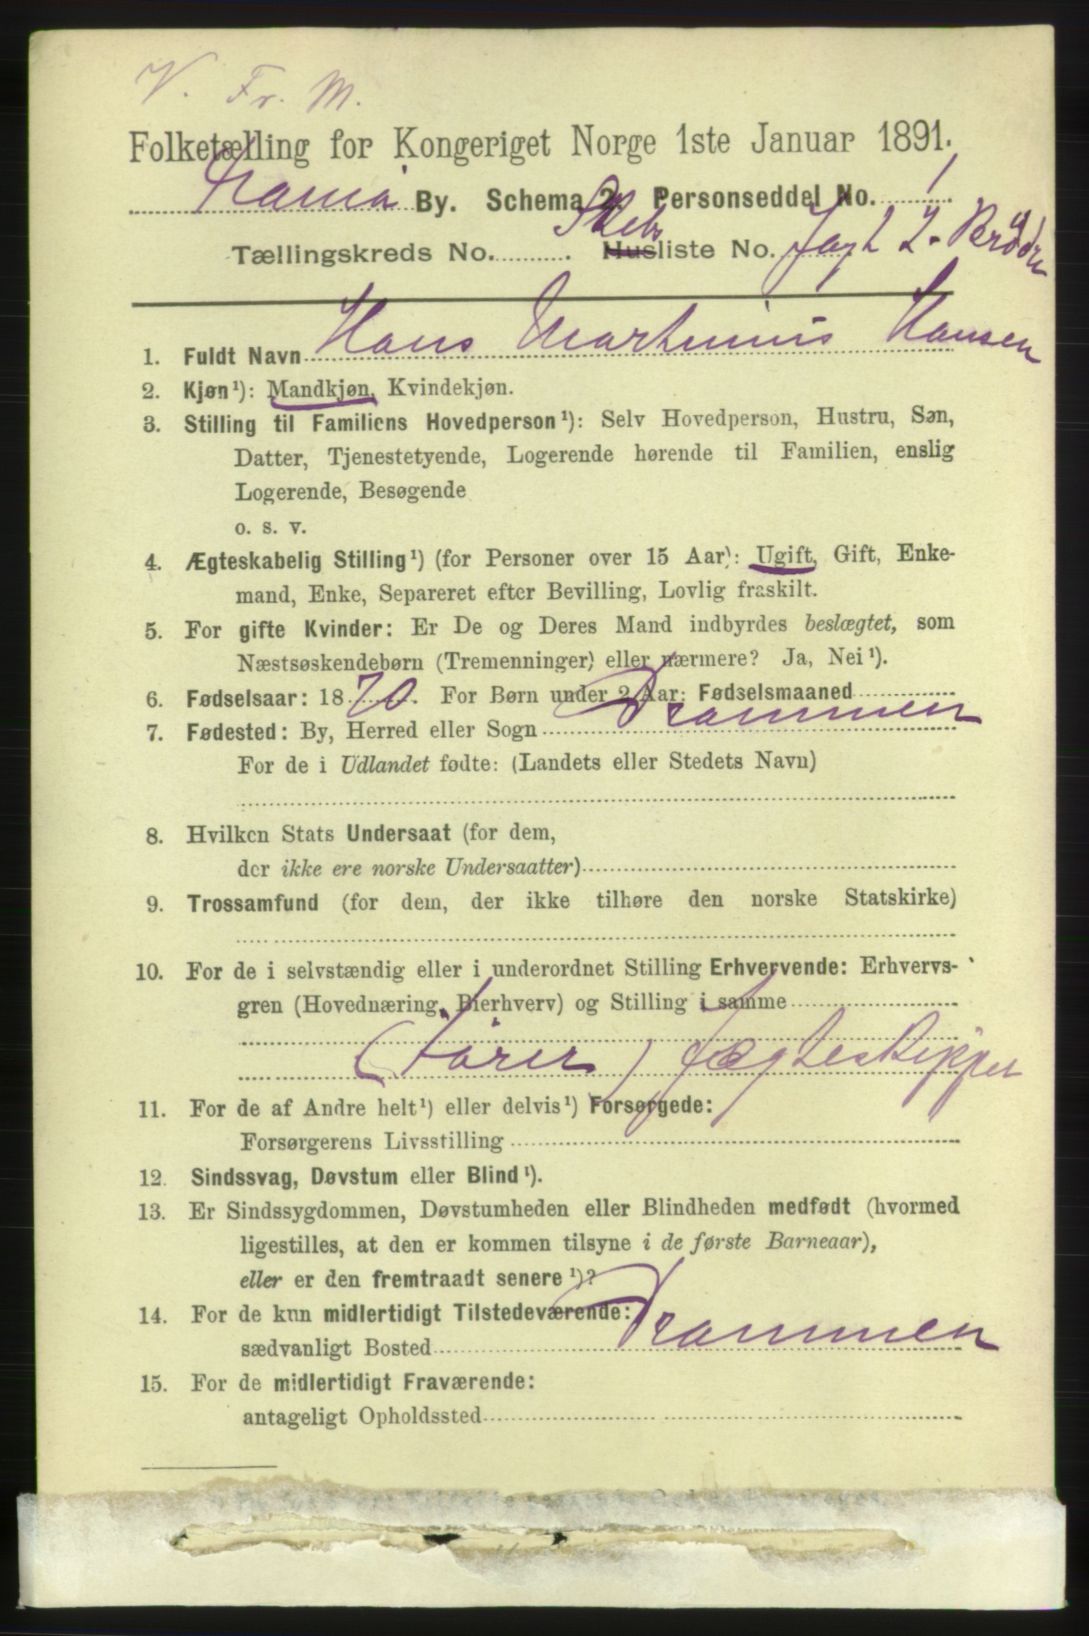 V. Fr. M.
Folketælling for Kongeriget Norge 1ste Januar 1891.
By. Schema 2. Personseddel No. 1
Tællingskreds No. . Skibsliste No. Jagt 2. Brødre
1. Fuldt Navn Hans Marthinius Hansen
2. Kjøn¹): Mandkjøn, Kvindekjøn.
3. Stilling til Familiens Hovedperson¹): Selv Hovedperson, Hustru, Søn,
Datter, Tjenestetyende, Logerende hørende til Familien, enslig
Logerende, Besøgende
o. s. v.
4. Ægteskabelig Stilling¹) (for Personer over 15 Aar): Ugift, Gift, Enke-
mand, Enke, Separeret efter Bevilling, Lovlig fraskilt.
5. For gifte Kvinder: Er De og Deres Mand indbyrdes beslægtet, som
Næstsøskendebørn (Tremenninger) eller nærmere? Ja, Nei¹).
6. Fødselsaar: 1870. For Børn under 2 Aar: Fødselsmaaned
7. Fødested: By, Herred eller Sogn Drammen
For de i Udlandet fødte: (Landets eller Stedets Navn)
8. Hvilken Stats Undersaat (for dem,
der ikke ere norske Undersaatter)
9. Trossamfund (for dem, der ikke tilhøre den norske Statskirke)
10. For de i selvstændig eller i underordnet Stilling Erhvervende: Erhvervs-
gren (Hovednæring, Bierhverv) og Stilling i samme
(Fører) Jægteskipper
11. For de af Andre helt¹) eller delvis¹) Forsørgede:
Forsørgerens Livsstilling
12. Sindssvag, Døvstum eller Blind¹).
13. Er Sindssygdommen, Døvstumheden eller Blindheden medfødt (hvormed
ligestilles, at den er kommen tilsyne i de første Barneaar),
eller er den fremtraadt senere¹)?
14. For de kun midlertidigt Tilstedeværende:
sædvanligt Bosted Drammen
15. For de midlertidigt Fraværende:
antageligt Opholdssted